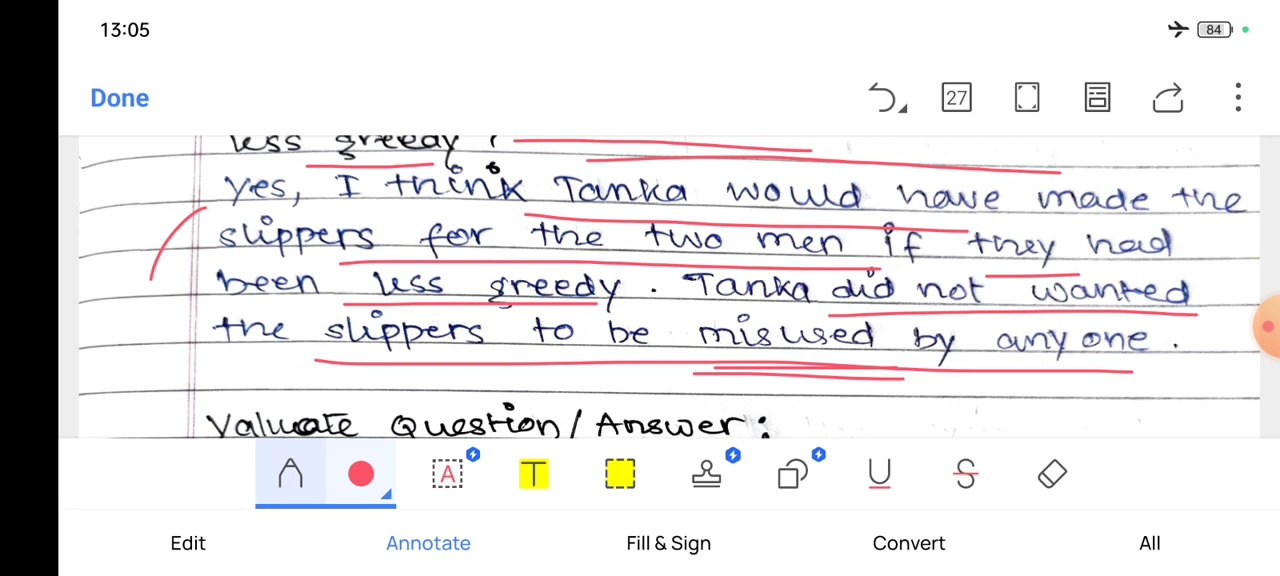 13:05
84
Done
27
less greedy ?
yes, I think Tanka would have made the
slippers for the two men if they had
been less greedy. Tanka did not wanted
the slippers to be misused by anyone.
Valuate Question/Answer:
A
T
U
S
Edit
Annotate
Fill & Sign
Convert
All